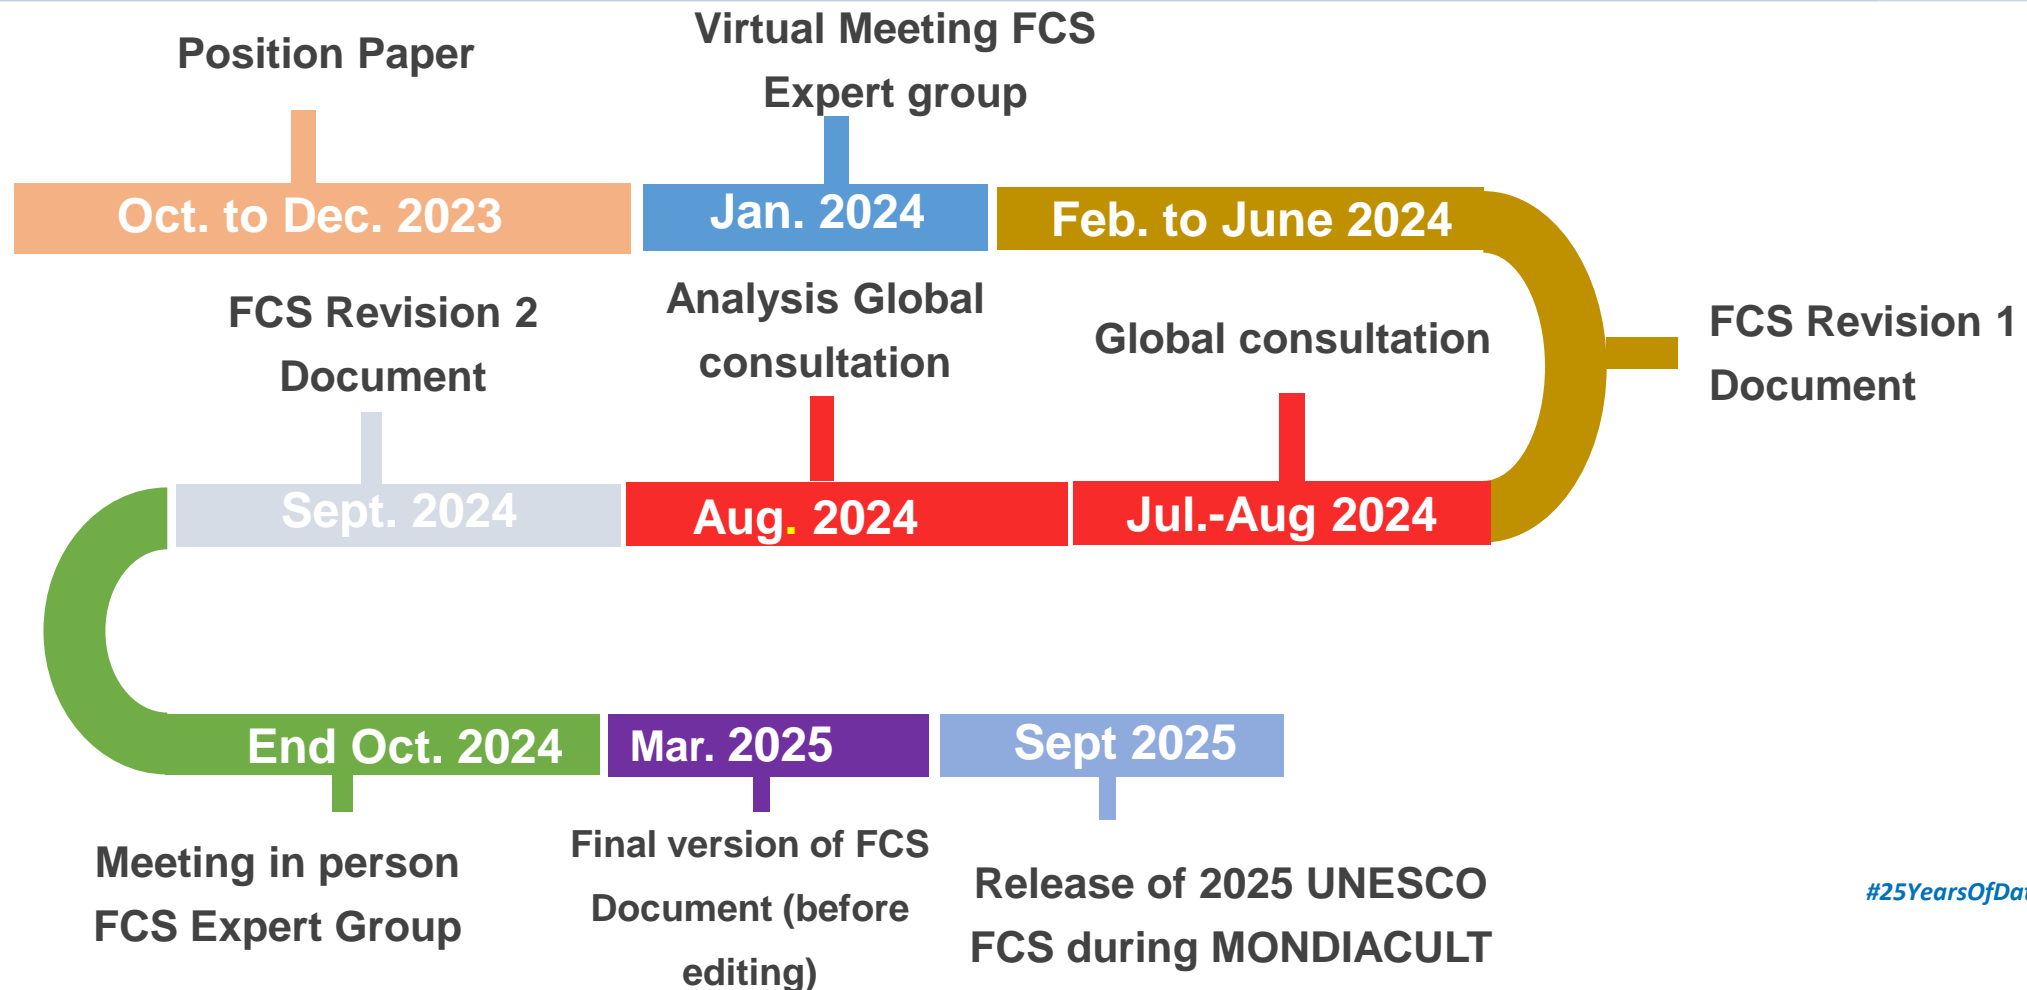 Position Paper
Virtual Meeting FCS
Expert group
Oct. to Dec. 2023
Jan. 2024
Feb. to June 2024
FCS Revision 1
Document
Global consultation
Analysis Global
consultation
FCS Revision 2
Document
Jul.-Aug 2024
Aug. 2024
Sept. 2024
End Oct. 2024
Mar. 2025
Sept 2025
Meeting in person
FCS Expert Group
Final version of FCS
Document (before
editing)
Release of 2025 UNESCO
FCS during MONDIACULT
#25YearsOfDat